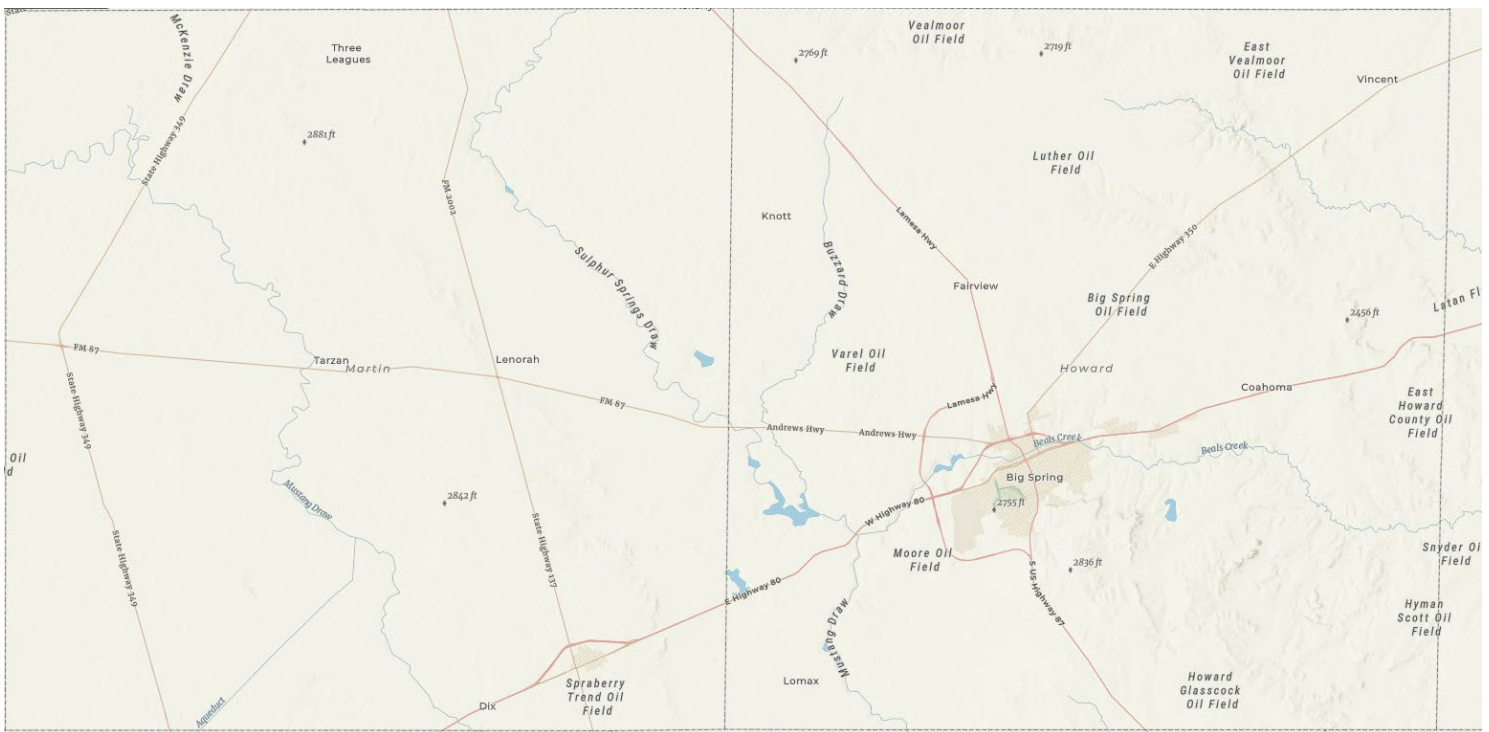 State
McKenzie Draw
Three
Leagues
2881 ft
State Highway 349
FM 2002
Sulphur Springs Draw
Vealmoor
Oil Field
2769 ft
2719 ft
East
Vealmoor
Oil Field
Vincent
Luther Oil
Field
Knott
Lamesa Hwy
Buzzard Draw
E Highway 350
Fairview
Big Spring
Oil Field
2456 ft
Latan Fl
FM 87
Tarzan
Martin
Lenorah
Varel Oil
Field
Howard
Coahoma
State Highway 349
FM 87
Lamesa Hwy
East
Howard
County Oil
Field
Andrews Hwy
Andrews Hwy
Beals Creek
Beals Creek
Oil
d
Mustang Draw
2842 ft
Big Spring
2755 ft
W Highway 80
State Highway 349
State Highway 137
Moore Oil
Field
2836 ft
Snyder Oi
Field
E Highway 80
S US Highway 87
Mustang Draw
Hyman
Scott Oil
Field
Aqueduct
Dix
Spraberry
Trend Oil
Field
Lomax
Howard
Glasscock
Oil Field